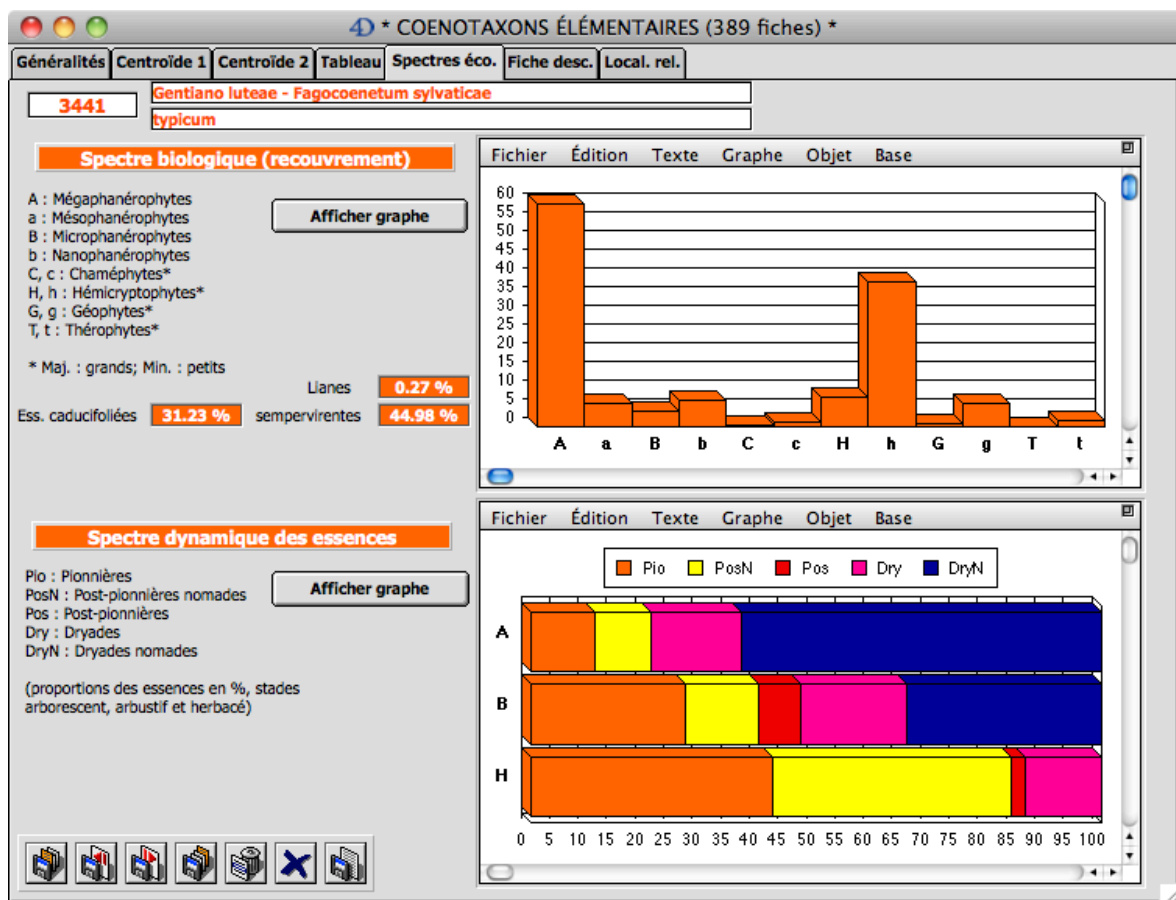 4D * COENOTAXONS ÉLÉMENTAIRES (389 fiches) *
Généralités Centroïde 1 Centroïde 2 Tableau Spectres éco. Fiche desc. Local. rel.
3441
Gentiano luteae - Fagocoenetum sylvaticae
typicum
Spectre biologique (recouvrement)
A : Mégaphanérophytes
a : Mésophanérophytes
B : Microphanérophytes
b : Nanophanérophytes
C, c : Chaméphytes*
H, h : Hémicryptophytes*
G, g : Géophytes*
T, t : Thérophytes*
* Maj. : grands; Min. : petits
Afficher graphe
Lianes 0.27 %
Ess. caducifoliées 31.23 % sempervirentes 44.98 %
Fichier Édition Texte Graphe Objet Base
60
55
50
45
40
35
30
25
20
15
10
5
0
A a B b C c H h G g T t
Spectre dynamique des essences
Pio : Pionnières
PosN : Post-pionnières nomades
Pos : Post-pionnières
Dry : Dryades
DryN : Dryades nomades
(proportions des essences en %, stades
arborescent, arbustif et herbacé)
Afficher graphe
Fichier Édition Texte Graphe Objet Base
Pio PosN Pos Dry DryN
A
B
H
0 5 10 15 20 25 30 35 40 45 50 55 60 65 70 75 80 85 90 95 100